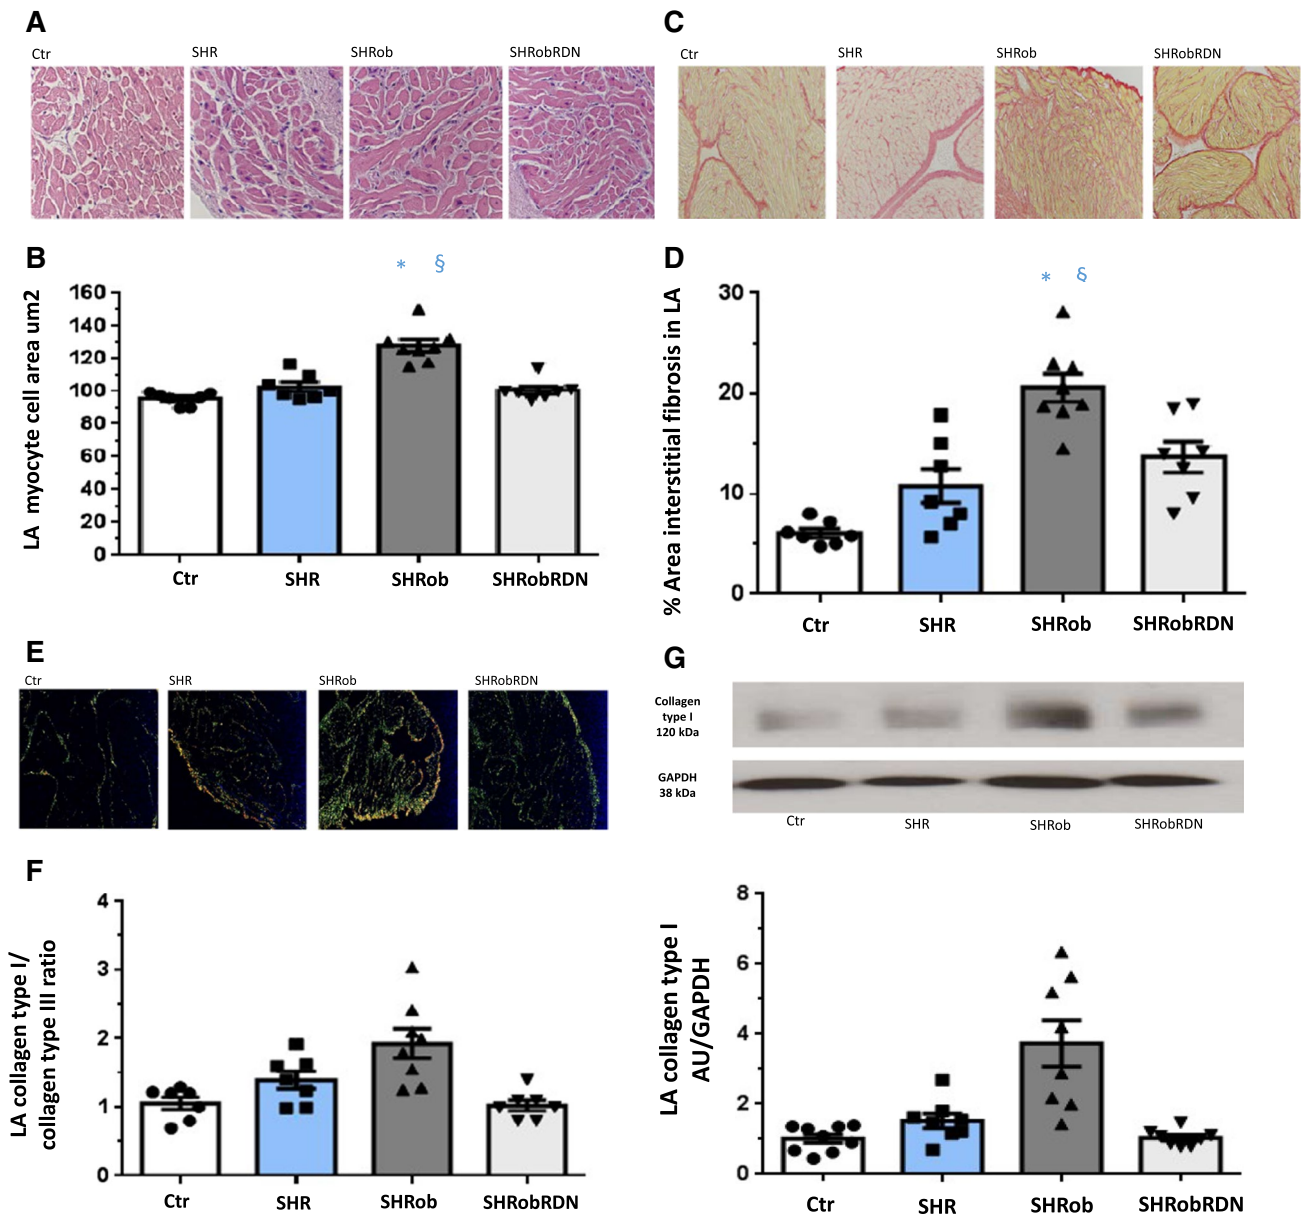 A
Ctr
SHR
SHRob
SHRobRDN
C
Ctr
SHR
SHRob
SHRobRDN
B
* §
LA myocyte cell area um2
160
140
120
100
80
60
40
20
0
Ctr
SHR
SHRob
SHRobRDN
D
* §
% Area interstitial fibrosis in LA
30
20
10
0
Ctr
SHR
SHRob
SHRobRDN
E
Ctr
SHR
SHRob
SHRobRDN
G
Collagen
type I
120 kDa
GAPDH
38 kDa
Ctr
SHR
SHRob
SHRobRDN
F
LA collagen type I/
collagen type III ratio
4
3
2
1
0
Ctr
SHR
SHRob
SHRobRDN
LA collagen type I
AU/GAPDH
8
6
4
2
0
Ctr
SHR
SHRob
SHRobRDN